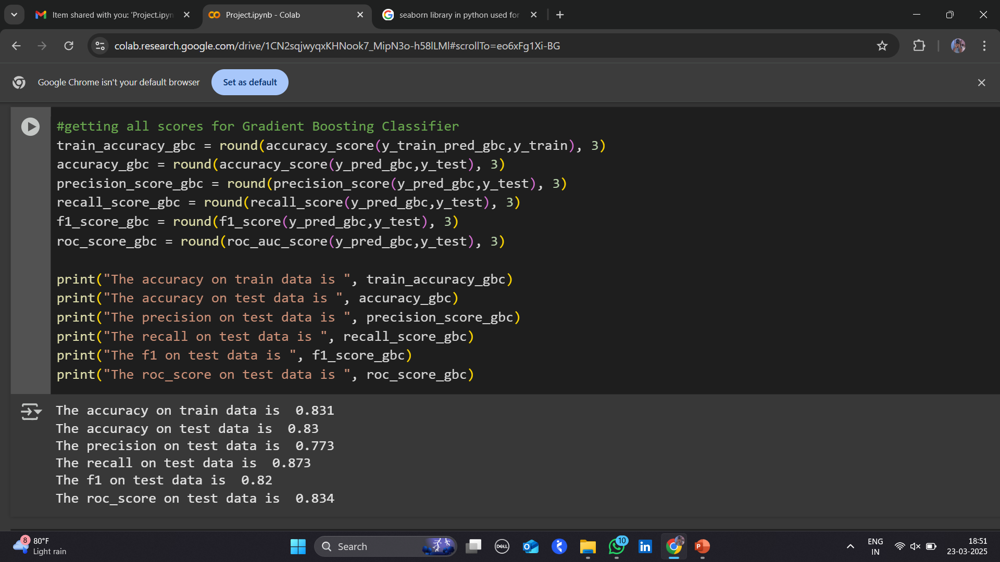 Item shared with you: 'Project.ipyn
Project.ipynb - Colab
seaborn library in python used for
colab.research.google.com/drive/1CN2sqjwyqxKHNook7_MipN3o-h58lLMl#scrollTo=eo6xFg1Xi-BG
Google Chrome isn't your default browser
Set as default
#getting all scores for Gradient Boosting Classifier
train_accuracy_gbc = round(accuracy_score(y_train_pred_gbc,y_train), 3)
accuracy_gbc = round(accuracy_score(y_pred_gbc,y_test), 3)
precision_score_gbc = round(precision_score(y_pred_gbc,y_test), 3)
recall_score_gbc = round(recall_score(y_pred_gbc,y_test), 3)
f1_score_gbc = round(f1_score(y_pred_gbc,y_test), 3)
roc_score_gbc = round(roc_auc_score(y_pred_gbc,y_test), 3)
print("The accuracy on train data is ", train_accuracy_gbc)
print("The accuracy on test data is ", accuracy_gbc)
print("The precision on test data is ", precision_score_gbc)
print("The recall on test data is ", recall_score_gbc)
print("The f1 on test data is ", f1_score_gbc)
print("The roc_score on test data is ", roc_score_gbc)
The accuracy on train data is  0.831
The accuracy on test data is  0.83
The precision on test data is  0.773
The recall on test data is  0.873
The f1 on test data is  0.82
The roc_score on test data is  0.834
8
80°F
Light rain
Search
DELL
10
in
P
ENG
IN
18:51
23-03-2025